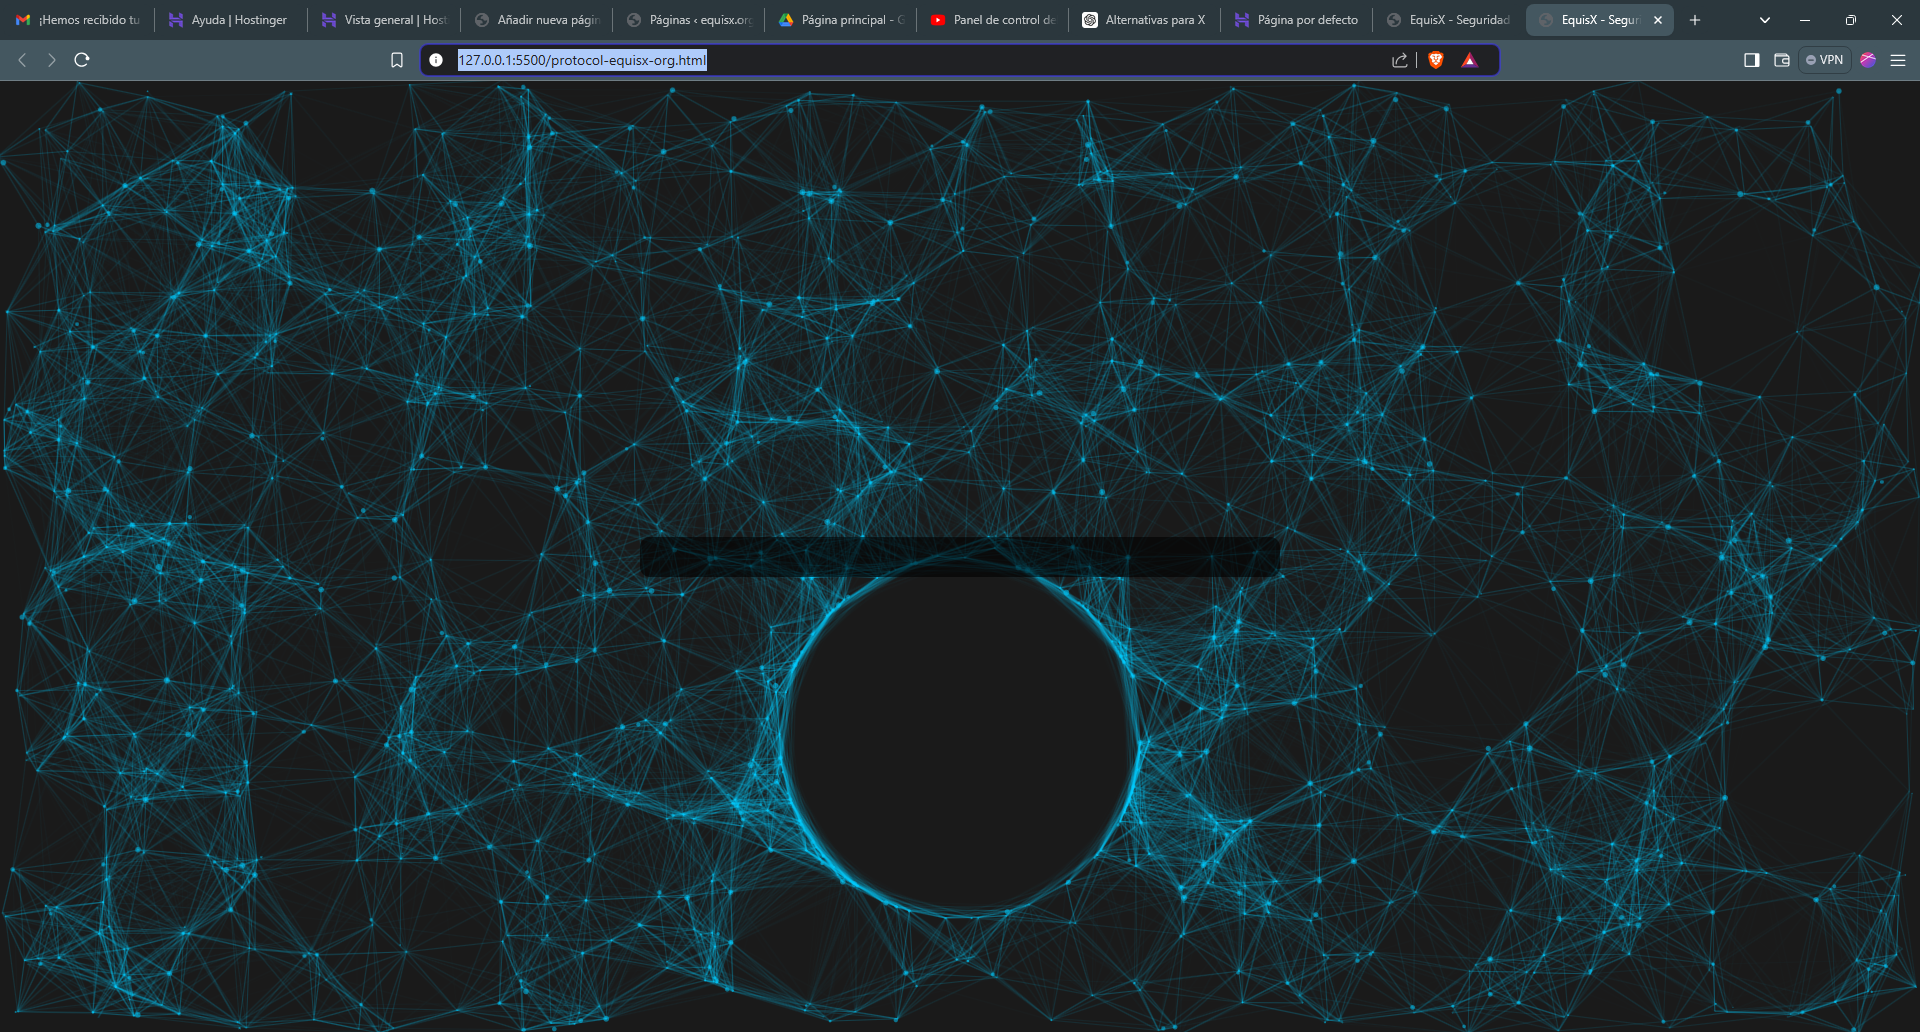 ¡Hemos recibido tu
Ayuda | Hostinger
Vista general | Host
Añadir nueva págin
Páginas ‹ equisx.org
Página principal - G
Panel de control de
Alternativas para X
Página por defecto
EquisX - Seguridad
EquisX - Seguri
127.0.0.1:5500/protocol-equisx-org.html
VPN